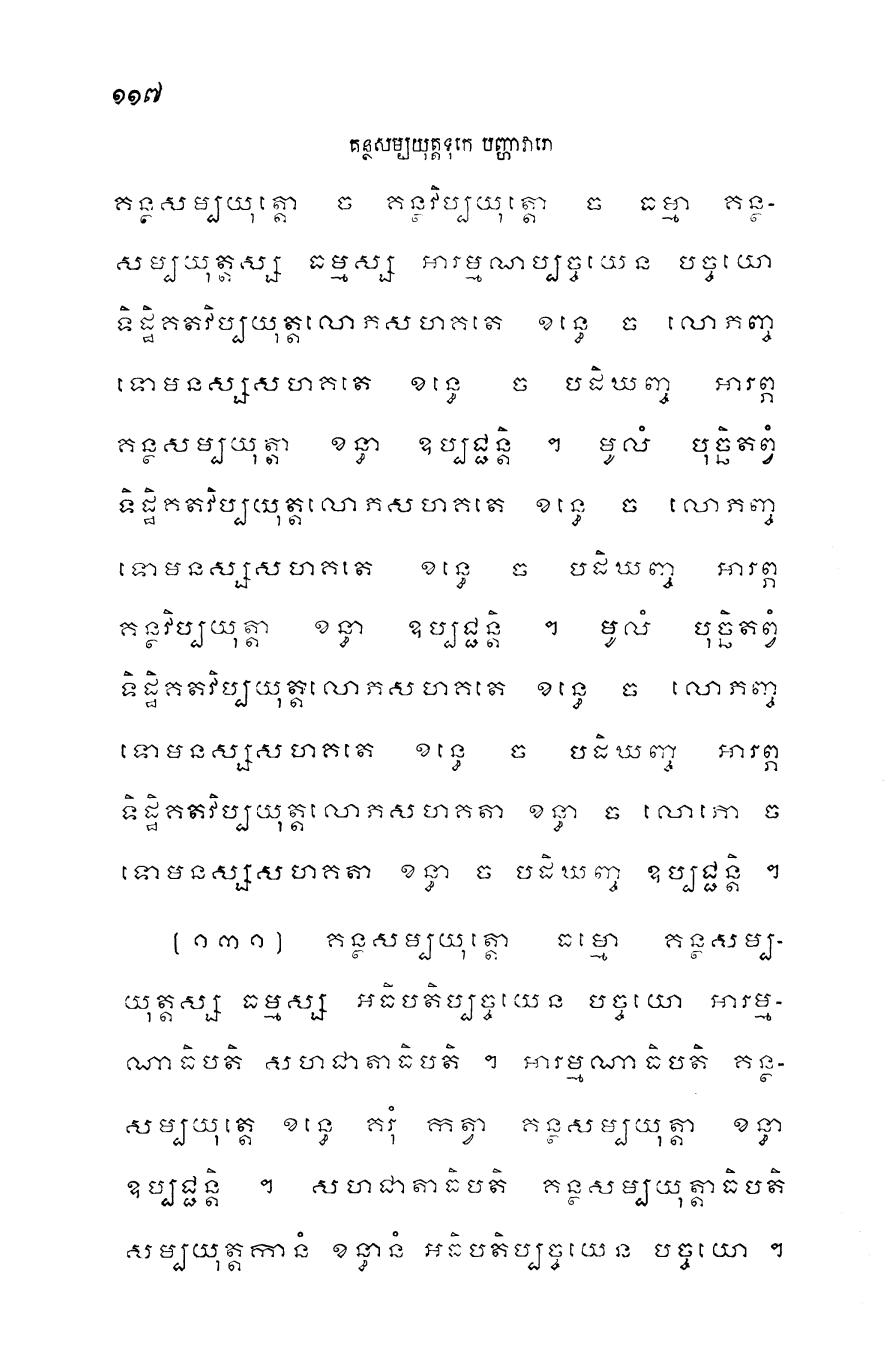 ១១៧
គន្ថសម្បយុត្តទុកេ បញ្ហាវារោ
គន្ថសម្បយុត្តោ ច គន្ថវិប្បយុត្តោ ច ធម្មា គន្ថ-
សម្បយុត្តស្ស ធម្មស្ស អារម្មណប្បច្ចយេន បច្ចយោ
ទិដ្ឋិគតវិប្បយុត្តលោភសហគតេ ខន្ធេ ច លោភញ្ច
ទោមនស្សសហគតេ ខន្ធេ ច បដិឃញ្ច អារព្ភ
គន្ថសម្បយុត្តា ខន្ធា ឧប្បជ្ជន្តិ ។ មូលំ បុច្ឆិតព្វំ
ទិដ្ឋិគតវិប្បយុត្តលោភសហគតេ ខន្ធេ ច លោភញ្ច
ទោមនស្សសហគតេ ខន្ធេ ច បដិឃញ្ច អារព្ភ
គន្ថវិប្បយុត្តា ខន្ធា ឧប្បជ្ជន្តិ ។ មូលំ បុច្ឆិតព្វំ
ទិដ្ឋិគតវិប្បយុត្តលោភសហគតេ ខន្ធេ ច លោភញ្ច
ទោមនស្សសហគតេ ខន្ធេ ច បដិឃញ្ច អារព្ភ
ទិដ្ឋិគតវិប្បយុត្តលោភសហគតា ខន្ធា ច លោភោ ច
ទោមនស្សសហគតា ខន្ធា ច បដិឃញ្ច ឧប្បជ្ជន្តិ ។
(១៣១) គន្ថសម្បយុត្តោ ធម្មោ គន្ថសម្ប-
យុត្តស្ស ធម្មស្ស អធិបតិប្បច្ចយេន បច្ចយោ អារម្ម-
ណាធិបតិ សហជាតាធិបតិ ។ អារម្មណាធិបតិ គន្ថ-
សម្បយុត្តេ ខន្ធេ គរុំ កត្វា គន្ថសម្បយុត្តា ខន្ធា
ឧប្បជ្ជន្តិ ។ សហជាតាធិបតិ គន្ថសម្បយុត្តាធិបតិ
សម្បយុត្តកានំ ខន្ធានំ អធិបតិប្បច្ចយេន បច្ចយោ ។